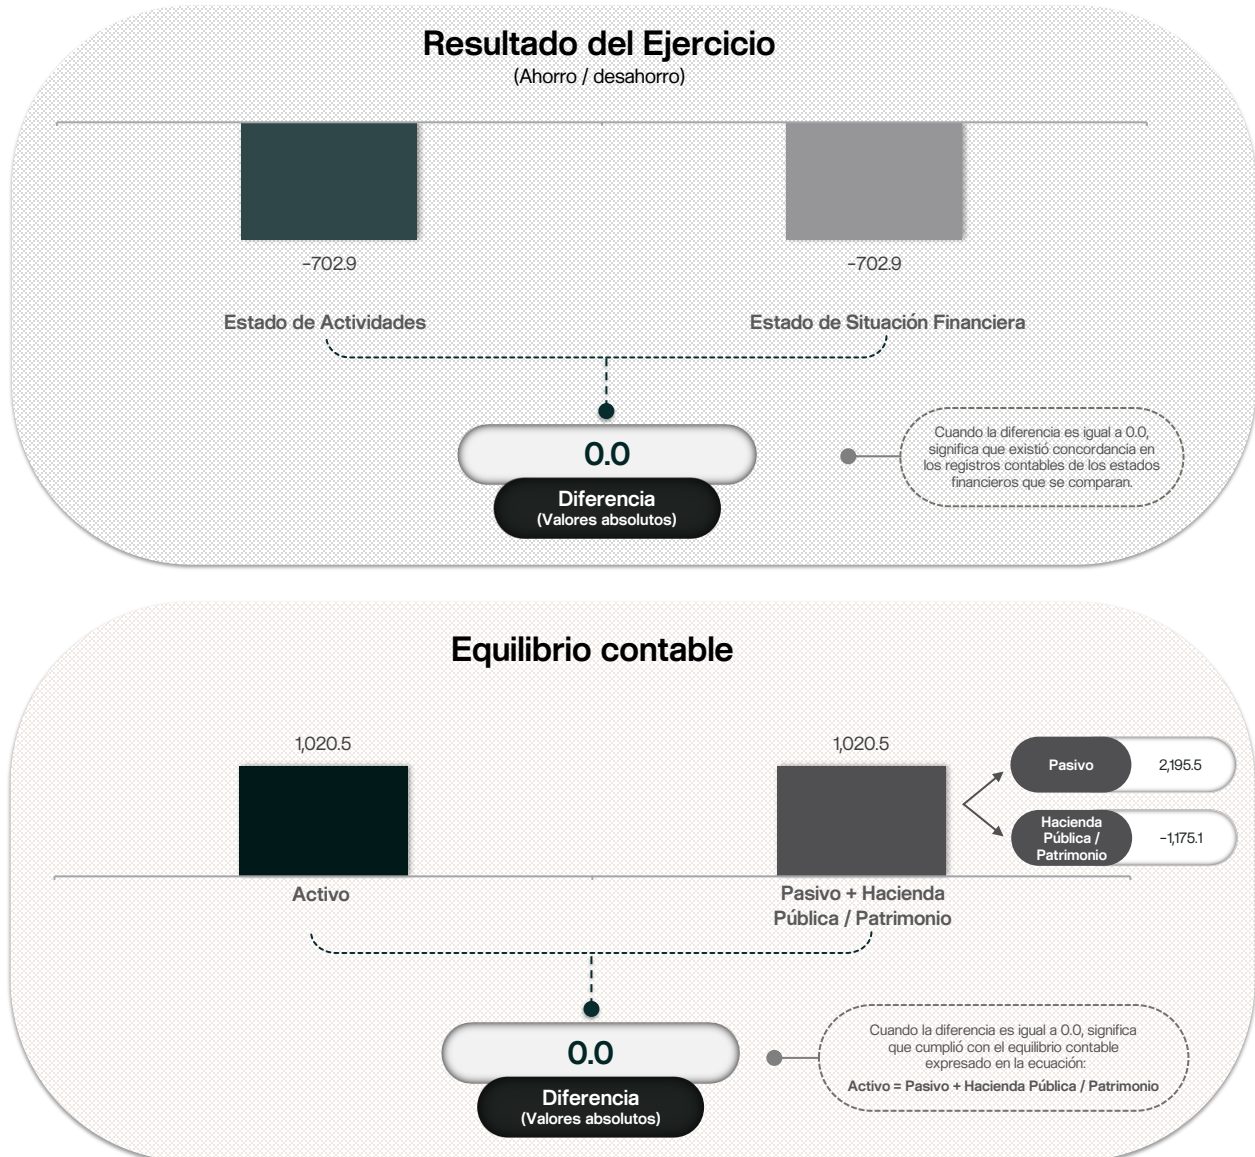 Resultado del Ejercicio
(Ahorro / desahorro)
-702.9
-702.9
Estado de Actividades
Estado de Situación Financiera
0.0
Diferencia
(Valores absolutos)
Cuando la diferencia es igual a 0.0,
significa que existió concordancia en
los registros contables de los estados
financieros que se comparan.
Equilibrio contable
1,020.5
1,020.5
Pasivo
2,195.5
Hacienda
Pública /
Patrimonio
-1,175.1
Activo
Pasivo + Hacienda
Pública / Patrimonio
0.0
Diferencia
(Valores absolutos)
Cuando la diferencia es igual a 0.0, significa
que cumplió con el equilibrio contable
expresado en la ecuación:
Activo = Pasivo + Hacienda Pública / Patrimonio